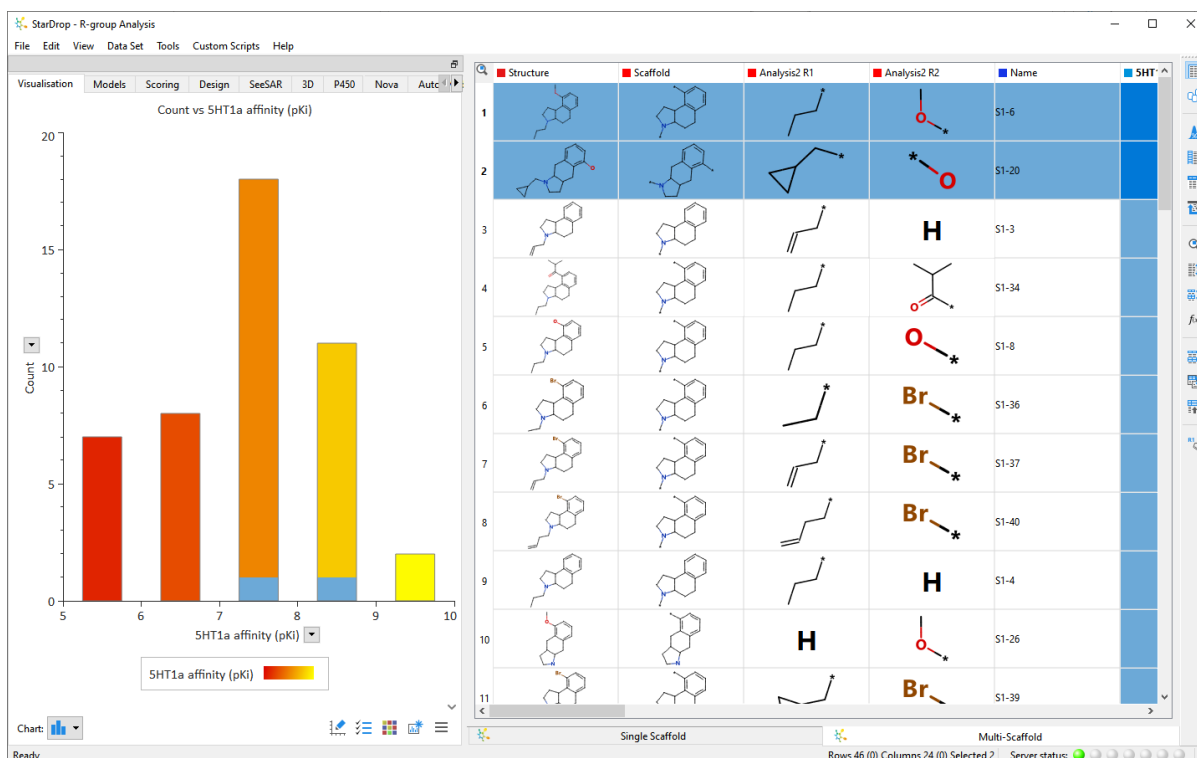 StarDrop - R-group Analysis
File Edit View Data Set Tools Custom Scripts Help
Visualisation Models Scoring Design SeeSAR 3D P450 Nova
Count vs 5HT1a affinity (pKi)
20
15
10
5
0
Count
5 6 7 8 9 10
5HT1a affinity (pKi)
5HT1a affinity (pKi)
Chart:
Structure Scaffold Analysis2 R1 Analysis2 R2 Name
1 O * S1-6
2 * * O S1-20
3 * H S1-3
4 * O * S1-34
5 * O * S1-8
6 * Br * S1-36
7 * Br * S1-37
8 * Br * S1-40
9 * H S1-4
10 H O * S1-26
11 * Br S1-39
Single Scaffold Multi-Scaffold
Ready Rows 46 (0) Columns 24 (0) Selected 2 Server status: